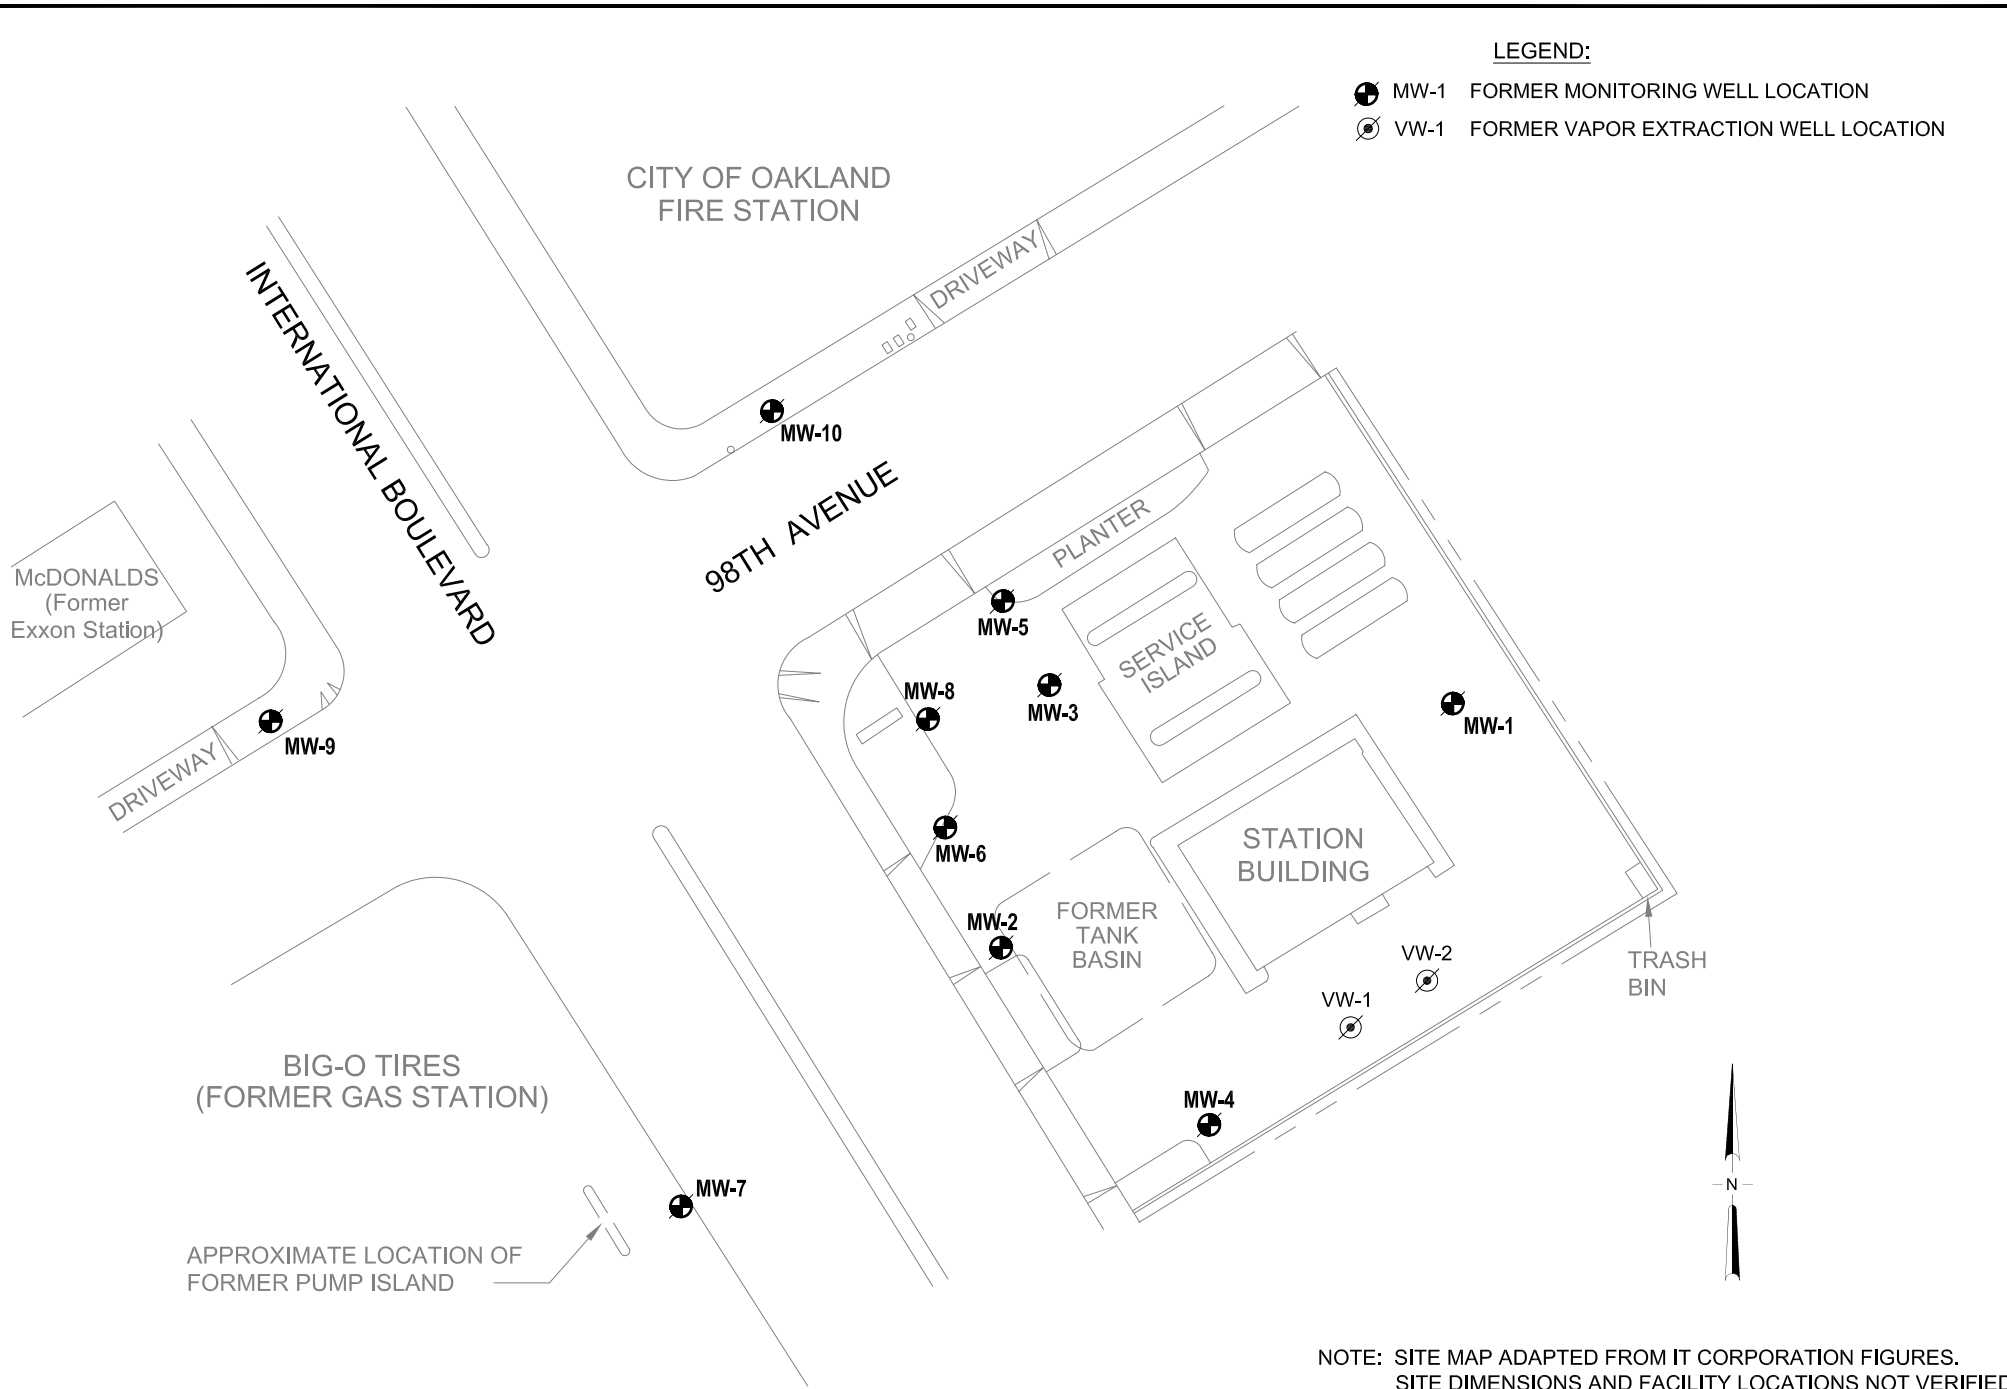 LEGEND:
MW-1 FORMER MONITORING WELL LOCATION
VW-1 FORMER VAPOR EXTRACTION WELL LOCATION
CITY OF OAKLAND
FIRE STATION
DRIVEWAY
INTERNATIONAL BOULEVARD
MW-10
98TH AVENUE
PLANTER
McDONALDS
(Former
Exxon Station)
MW-5
SERVICE
ISLAND
MW-8
MW-3
MW-1
MW-9
DRIVEWAY
STATION
BUILDING
MW-6
MW-2
FORMER
TANK
BASIN
VW-2
TRASH
BIN
VW-1
BIG-O TIRES
(FORMER GAS STATION)
MW-4
MW-7
N
APPROXIMATE LOCATION OF
FORMER PUMP ISLAND
NOTE: SITE MAP ADAPTED FROM IT CORPORATION FIGURES.
SITE DIMENSIONS AND FACILITY LOCATIONS NOT VERIFIED